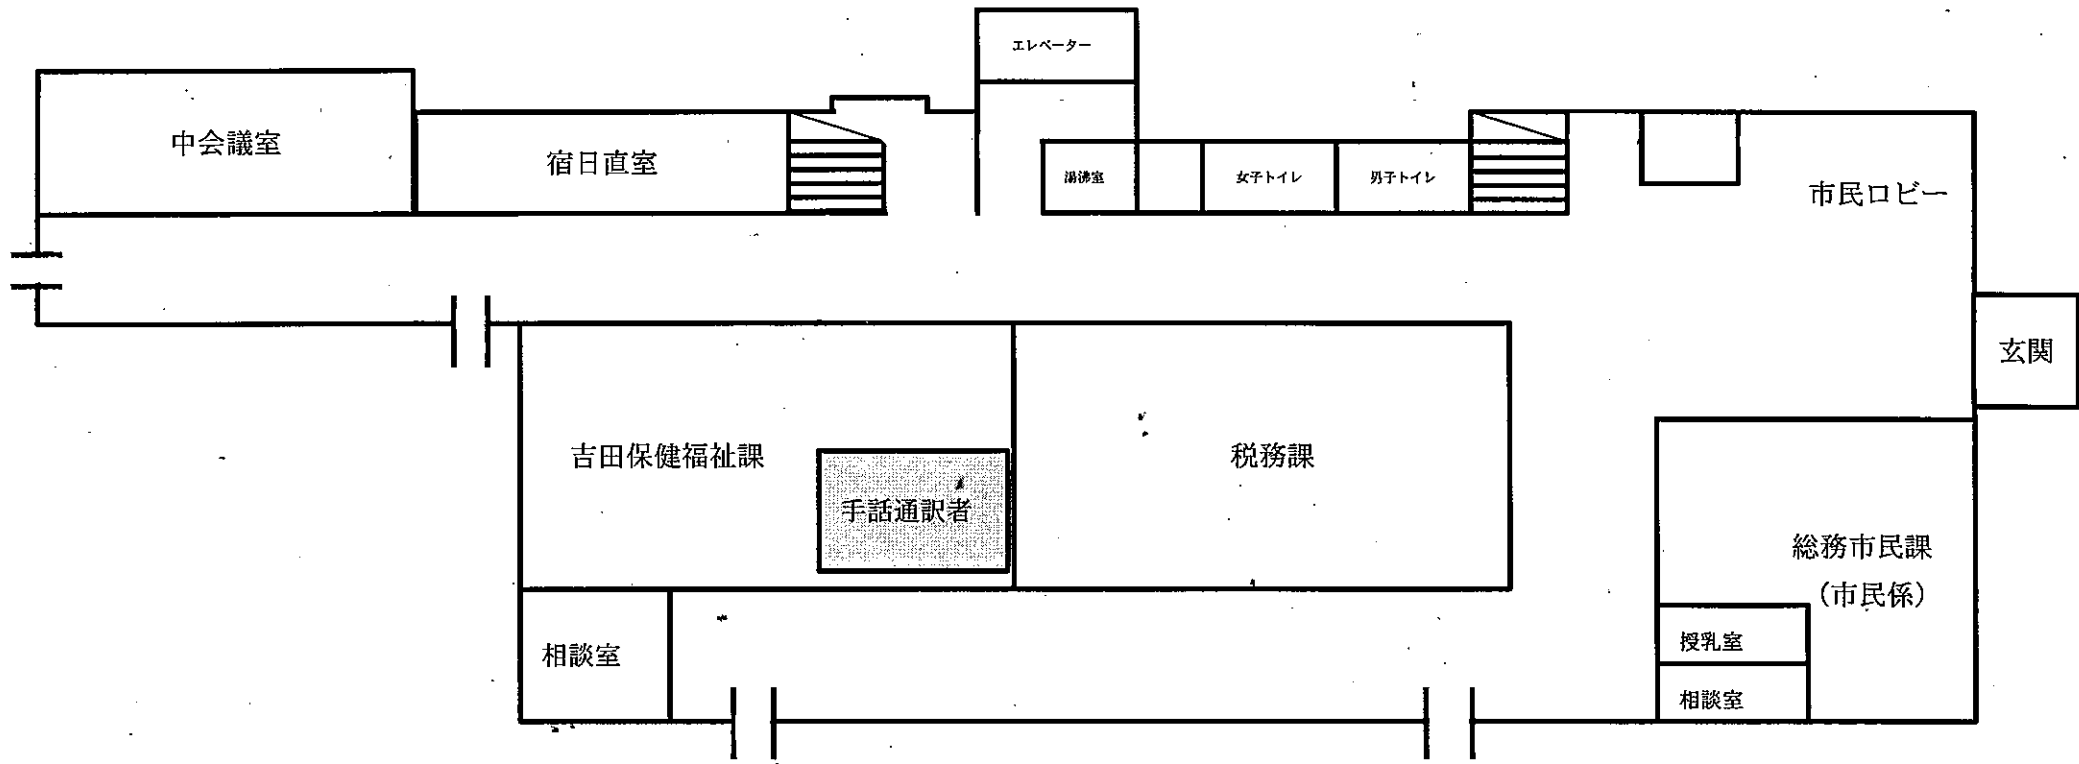 エレベーター
中会議室
宿日直室
湯沸室
女子トイレ
男子トイレ
市民ロビー
玄関
吉田保健福祉課
手話通訳者
税務課
総務市民課
（市民係）
授乳室
相談室
相談室